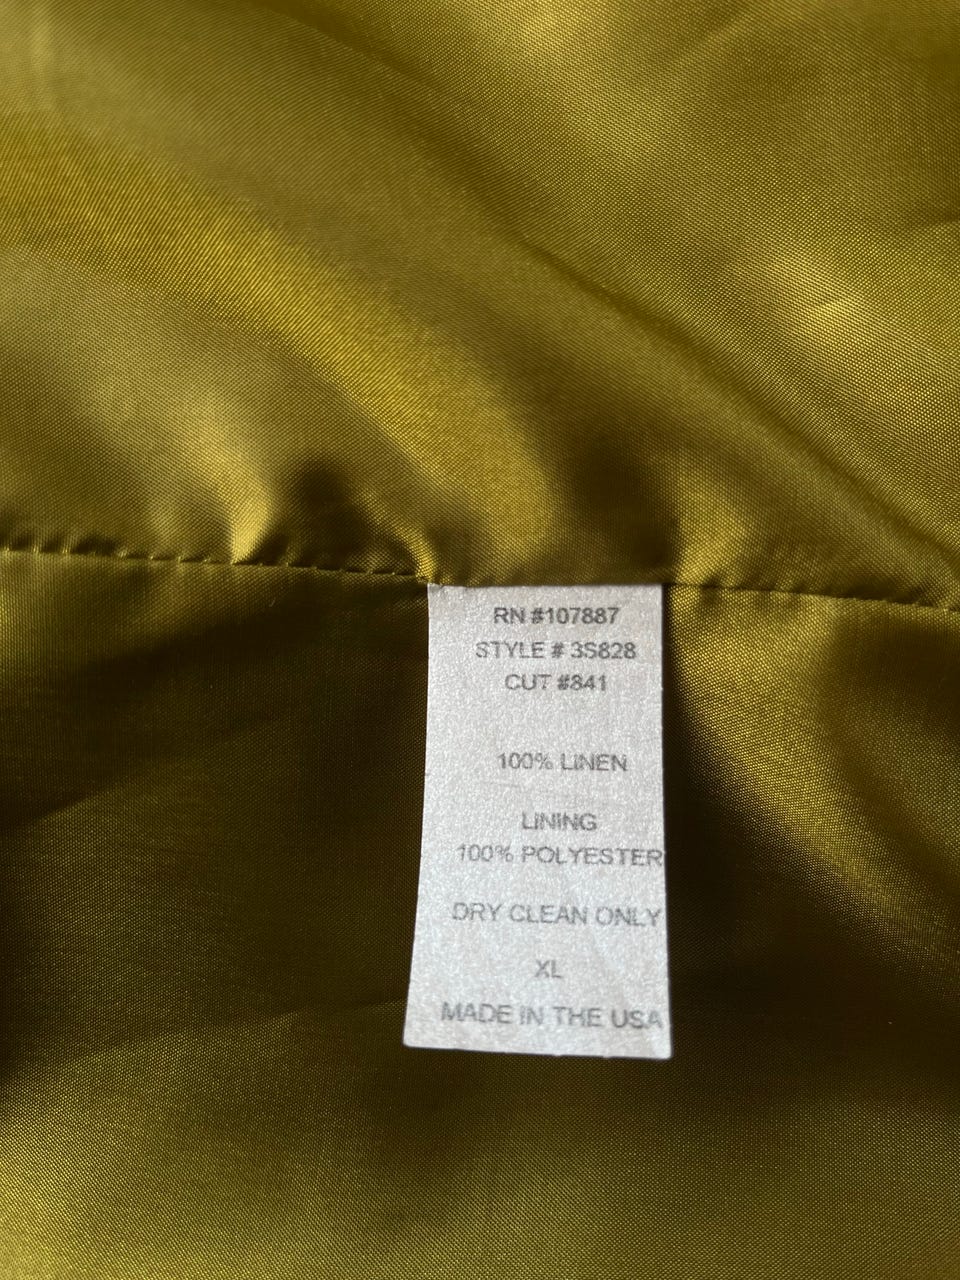 RN #107887
STYLE # 3S828
CUT #841
100% LINEN
LINING
100% POLYESTER
DRY CLEAN ONLY
XL
MADE IN THE USA